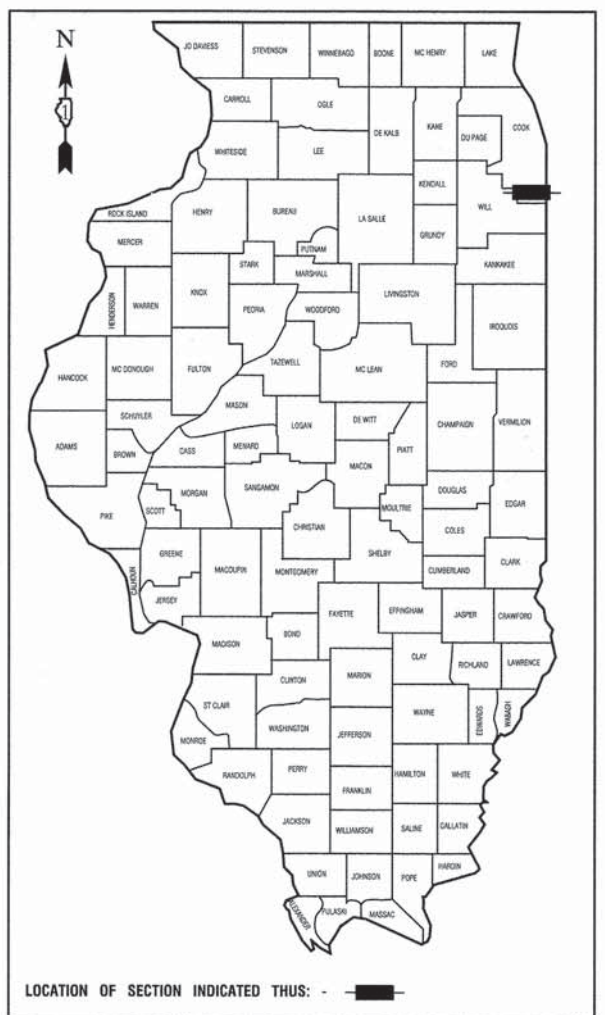 N
1
JO DAVIESS STEVENSON WINNEBAGO BOONE MC HENRY LAKE
CARROLL OGLE DE KALB KANE DU PAGE COOK
WHITESIDE LEE
ROCK ISLAND HENRY BUREAU LA SALLE KENDALL WILL
MERCER STARK PUTNAM MARSHALL GRUNDY KANKAKEE
HENDERSON WARREN KNOX PEORIA WOODFORD LIVINGSTON IROQUOIS
HANCOCK MC DONOUGH FULTON TAZEWELL MC LEAN FORD
SCHUYLER MASON LOGAN DE WITT CHAMPAIGN VERMILION
ADAMS BROWN CASS MENARD MACON PIATT
PIKE SCOTT MORGAN SANGAMON CHRISTIAN MOULTRIE DOUGLAS EDGAR
COLES
CALHOUN GREENE MACOUPIN MONTGOMERY SHELBY CUMBERLAND CLARK
JERSEY FAYETTE EFFINGHAM JASPER CRAWFORD
MADISON BOND CLAY RICHLAND LAWRENCE
CLINTON MARION
ST CLAIR WASHINGTON JEFFERSON WAYNE EDWARDS WABASH
MONROE
RANDOLPH PERRY FRANKLIN HAMILTON WHITE
JACKSON WILLIAMSON SALINE GALLATIN
UNION JOHNSON POPE HARDIN
ALEXANDER PULASKI MASSAC
LOCATION OF SECTION INDICATED THUS: -